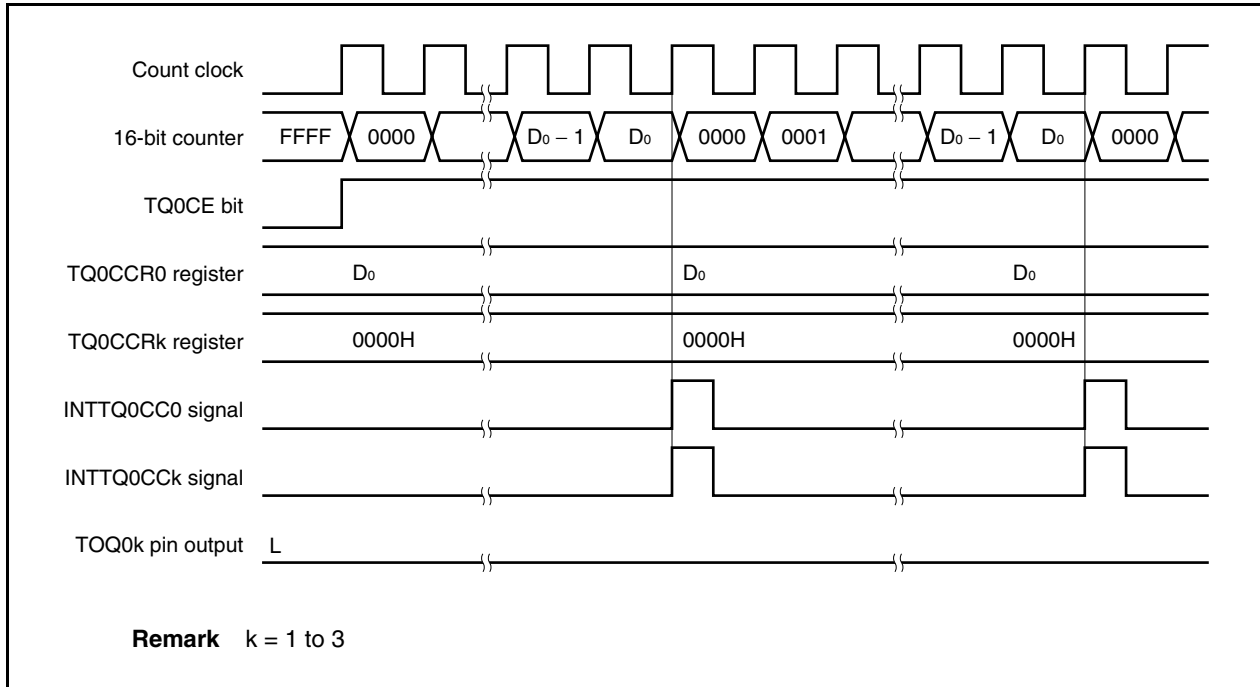 Count clock
16-bit counter FFFF 0000 D₀ − 1 D₀ 0000 0001 D₀ − 1 D₀ 0000
TQ0CE bit
TQ0CCR0 register D₀ D₀ D₀
TQ0CCRk register 0000H 0000H 0000H
INTTQ0CC0 signal
INTTQ0CCk signal
TOQ0k pin output L
Remark k = 1 to 3